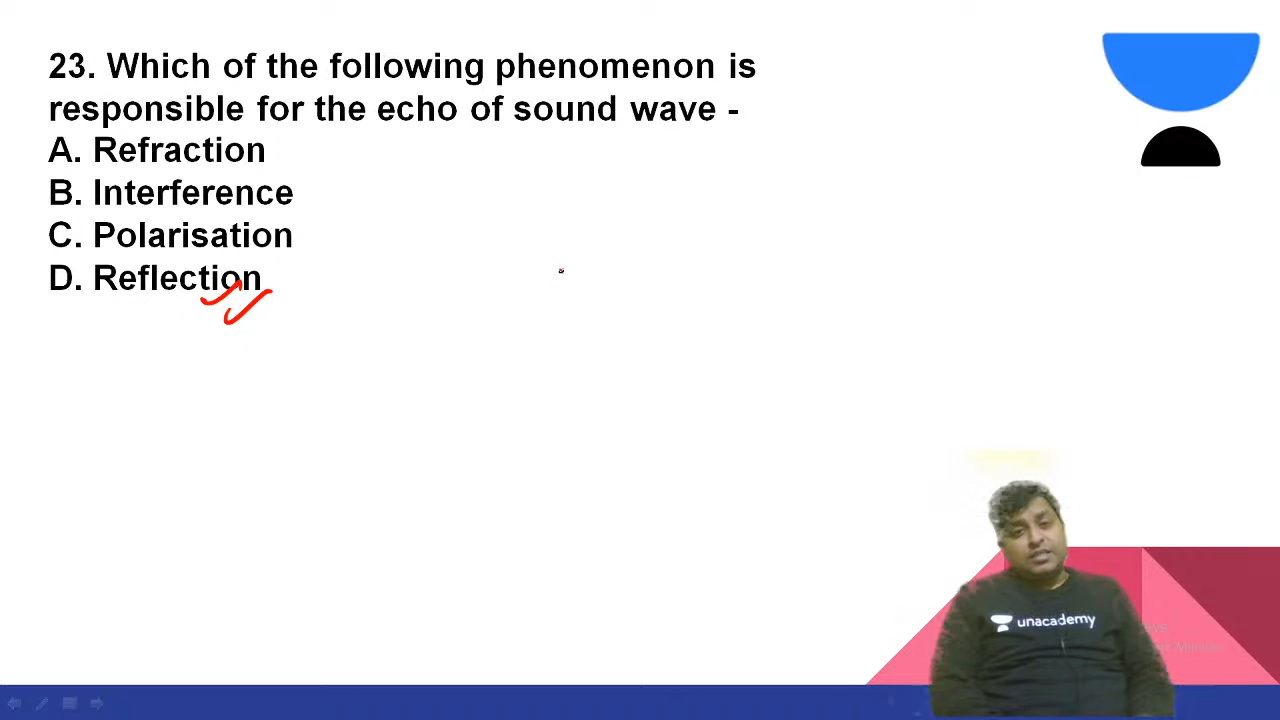 23. Which of the following phenomenon is
responsible for the echo of sound wave -
A. Refraction
B. Interference
C. Polarisation
D. Reflection
unacademy